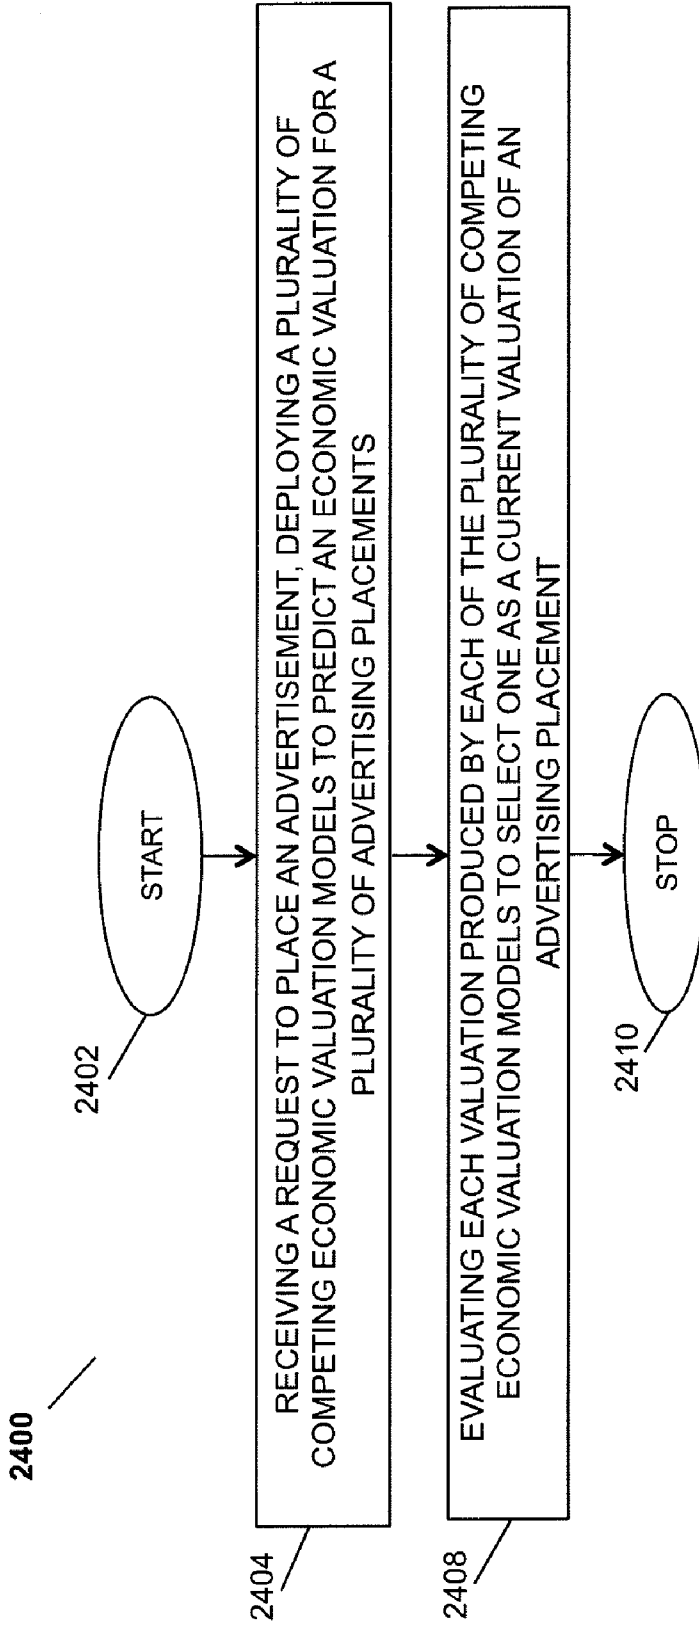 2400
2402
START
2404
RECEIVING A REQUEST TO PLACE AN ADVERTISEMENT, DEPLOYING A PLURALITY OF
COMPETING ECONOMIC VALUATION MODELS TO PREDICT AN ECONOMIC VALUATION FOR A
PLURALITY OF ADVERTISING PLACEMENTS
2408
EVALUATING EACH VALUATION PRODUCED BY EACH OF THE PLURALITY OF COMPETING
ECONOMIC VALUATION MODELS TO SELECT ONE AS A CURRENT VALUATION OF AN
ADVERTISING PLACEMENT
2410
STOP